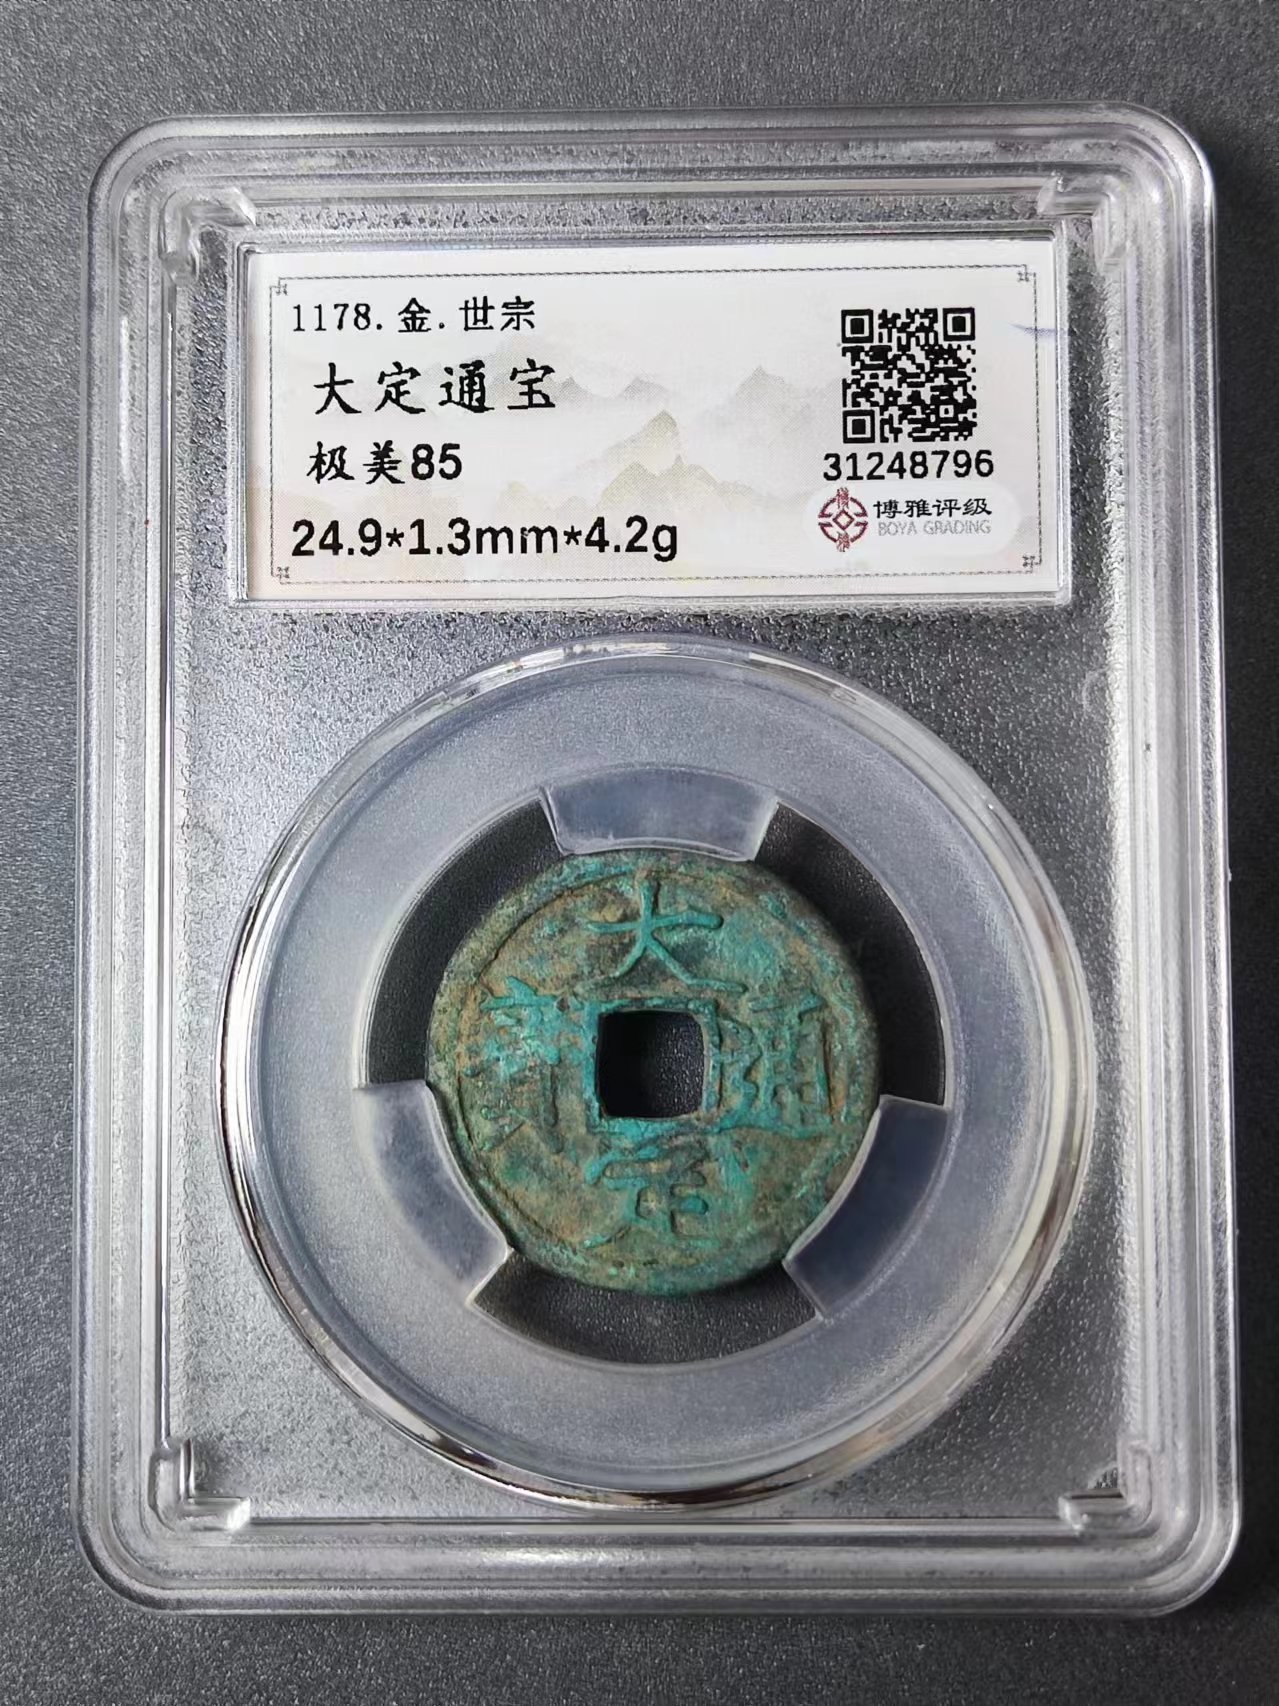 1178.金.世宗
大定通宝
极美85
24.9*1.3mm*4.2g
31248796
博雅评级
BOYA GRADING
大定通寳